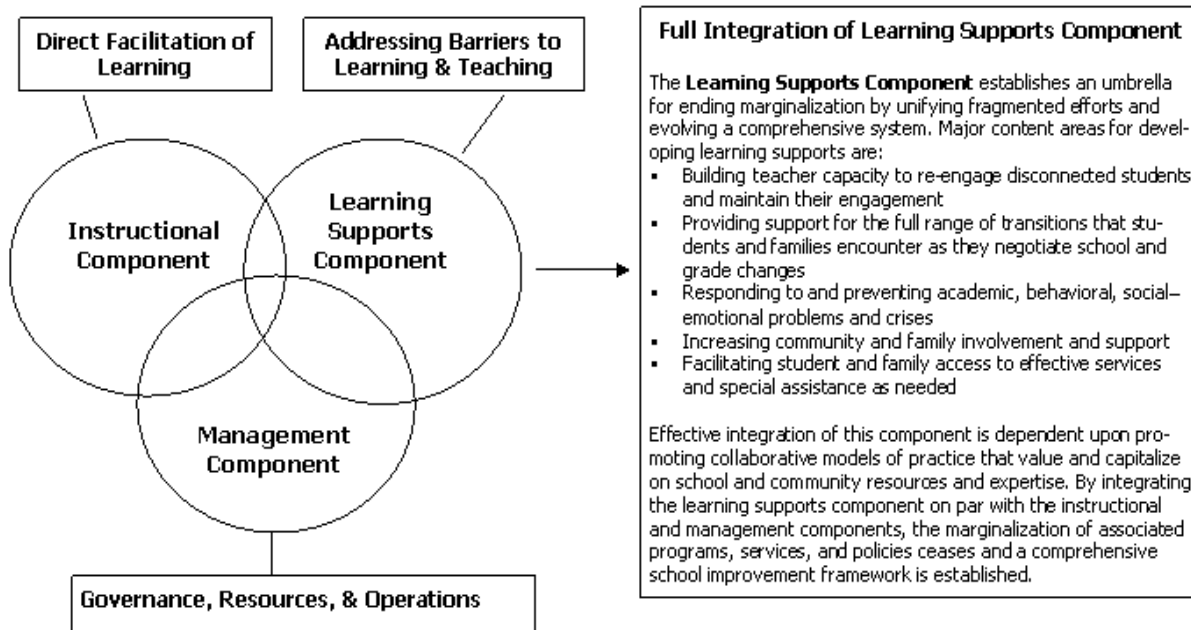 Direct Facilitation of
Learning
Addressing Barriers to
Learning & Teaching
Instructional
Component
Learning
Supports
Component
Management
Component
Governance, Resources, & Operations
Full Integration of Learning Supports Component
The Learning Supports Component establishes an umbrella
for ending marginalization by unifying fragmented efforts and
evolving a comprehensive system. Major content areas for devel-
oping learning supports are:
▪ Building teacher capacity to re-engage disconnected students
and maintain their engagement
▪ Providing support for the full range of transitions that stu-
dents and families encounter as they negotiate school and
grade changes
▪ Responding to and preventing academic, behavioral, social–
emotional problems and crises
▪ Increasing community and family involvement and support
▪ Facilitating student and family access to effective services
and special assistance as needed
Effective integration of this component is dependent upon pro-
moting collaborative models of practice that value and capitalize
on school and community resources and expertise. By integrating
the learning supports component on par with the instructional
and management components, the marginalization of associated
programs, services, and policies ceases and a comprehensive
school improvement framework is established.